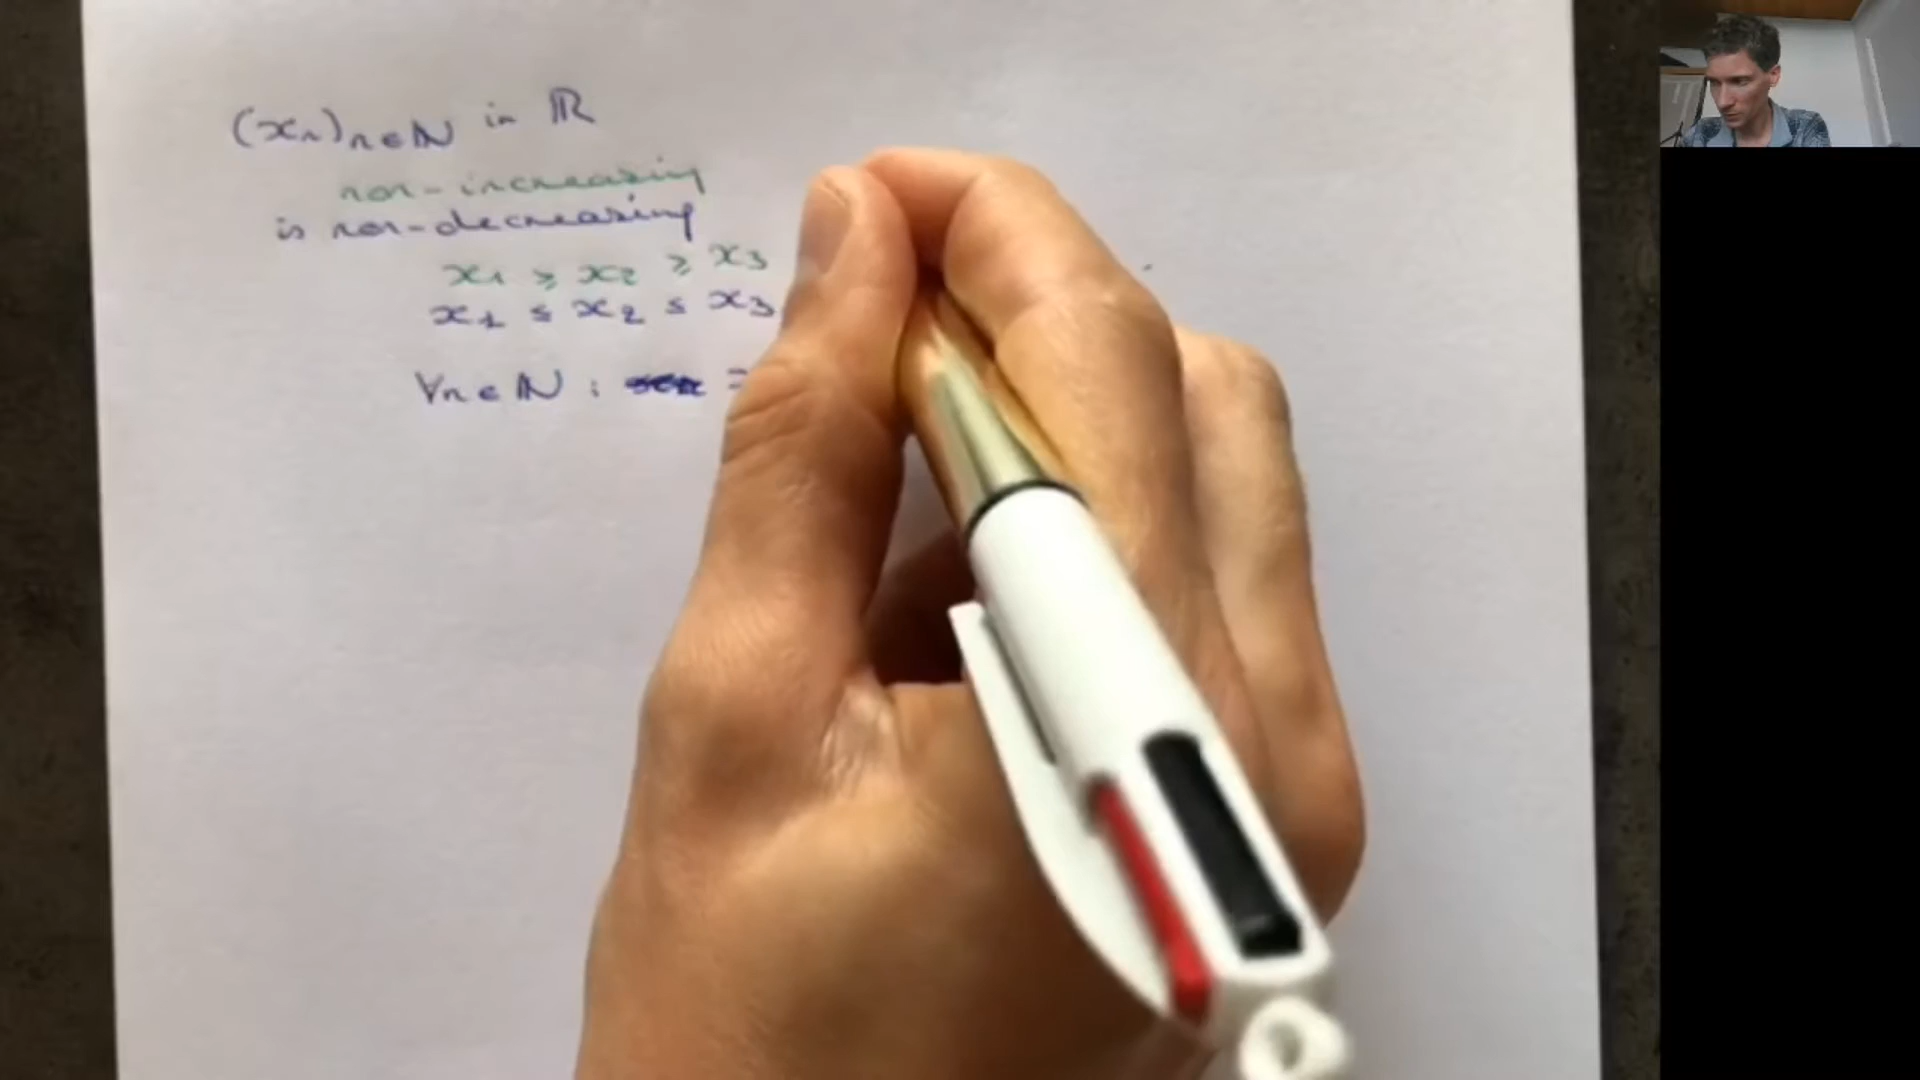 (xₙ)ₙ∈ℕ in ℝ
non-increasing
is non-decreasing
x₁ ≥ x₂ ≥ x₃
x₁ ≤ x₂ ≤ x₃
∀n∈ℕ :